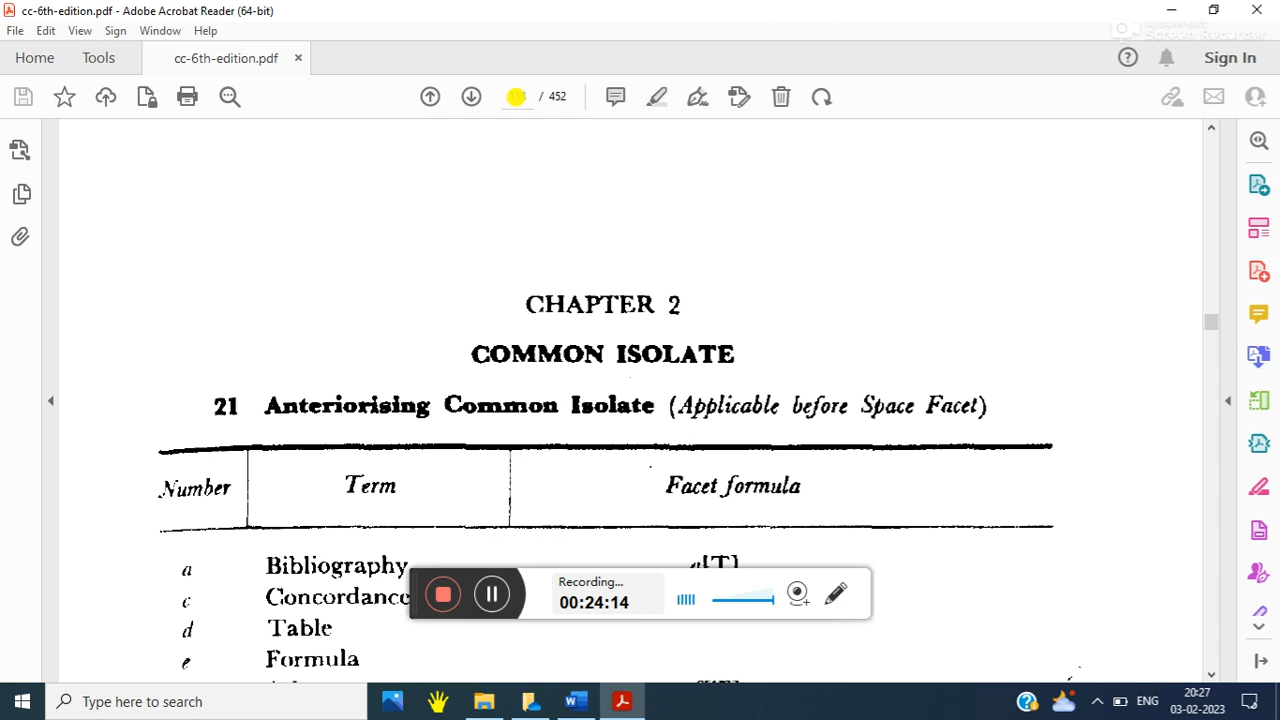 cc-6th-edition.pdf - Adobe Acrobat Reader (64-bit)
File Edit View Sign Window Help
Home Tools cc-6th-edition.pdf × Sign In
/ 452
Screen Recorder
CHAPTER 2
COMMON ISOLATE
21 Anteriorising Common Isolate (Applicable before Space Facet)
Number Term Facet formula
a Bibliography a[T]
c Concordance
d Table
e Formula
Recording...
00:24:14
Type here to search
ENG
20:27
03-02-2023